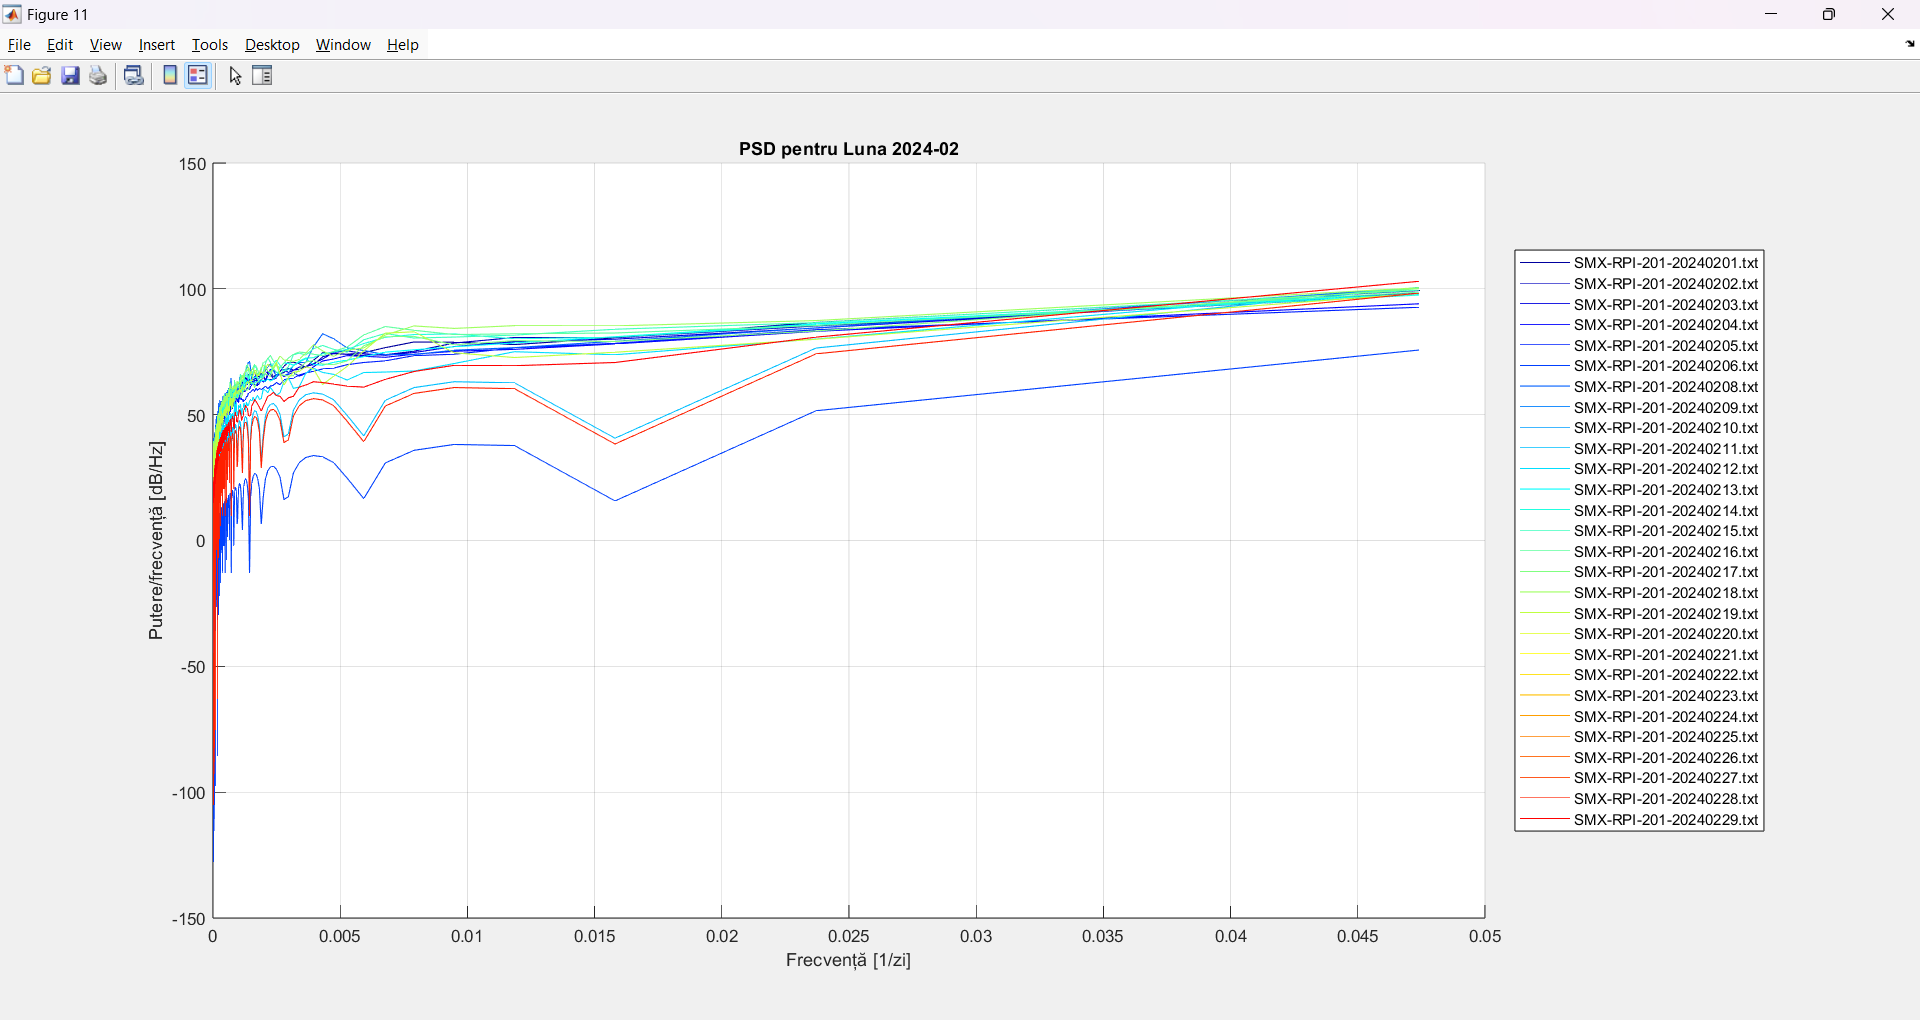 Figure 11
File Edit View Insert Tools Desktop Window Help
PSD pentru Luna 2024-02
150
100
50
0
-50
-100
-150
Putere/frecvență [dB/Hz]
0 0.005 0.01 0.015 0.02 0.025 0.03 0.035 0.04 0.045 0.05
Frecvență [1/zi]
SMX-RPI-201-20240201.txt
SMX-RPI-201-20240202.txt
SMX-RPI-201-20240203.txt
SMX-RPI-201-20240204.txt
SMX-RPI-201-20240205.txt
SMX-RPI-201-20240206.txt
SMX-RPI-201-20240208.txt
SMX-RPI-201-20240209.txt
SMX-RPI-201-20240210.txt
SMX-RPI-201-20240211.txt
SMX-RPI-201-20240212.txt
SMX-RPI-201-20240213.txt
SMX-RPI-201-20240214.txt
SMX-RPI-201-20240215.txt
SMX-RPI-201-20240216.txt
SMX-RPI-201-20240217.txt
SMX-RPI-201-20240218.txt
SMX-RPI-201-20240219.txt
SMX-RPI-201-20240220.txt
SMX-RPI-201-20240221.txt
SMX-RPI-201-20240222.txt
SMX-RPI-201-20240223.txt
SMX-RPI-201-20240224.txt
SMX-RPI-201-20240225.txt
SMX-RPI-201-20240226.txt
SMX-RPI-201-20240227.txt
SMX-RPI-201-20240228.txt
SMX-RPI-201-20240229.txt